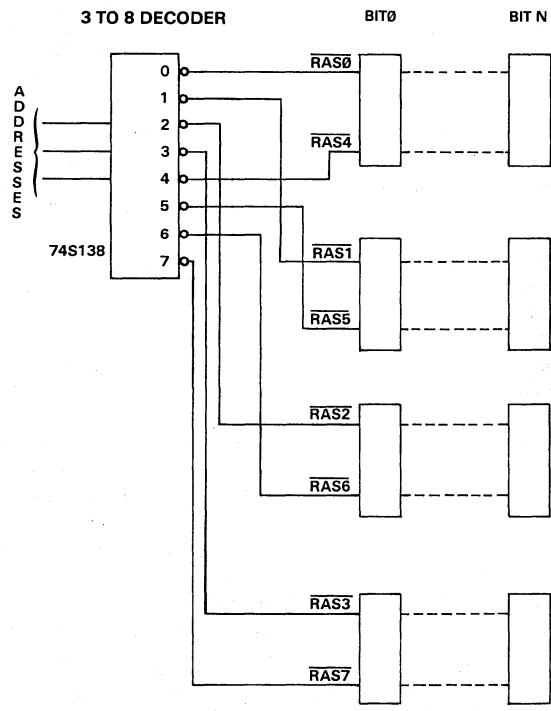 3 TO 8 DECODER
BITØ
BIT N
ADDRESSES
0
1
2
3
4
5
6
7
74S138
RASØ
RAS4
RAS1
RAS5
RAS2
RAS6
RAS3
RAS7